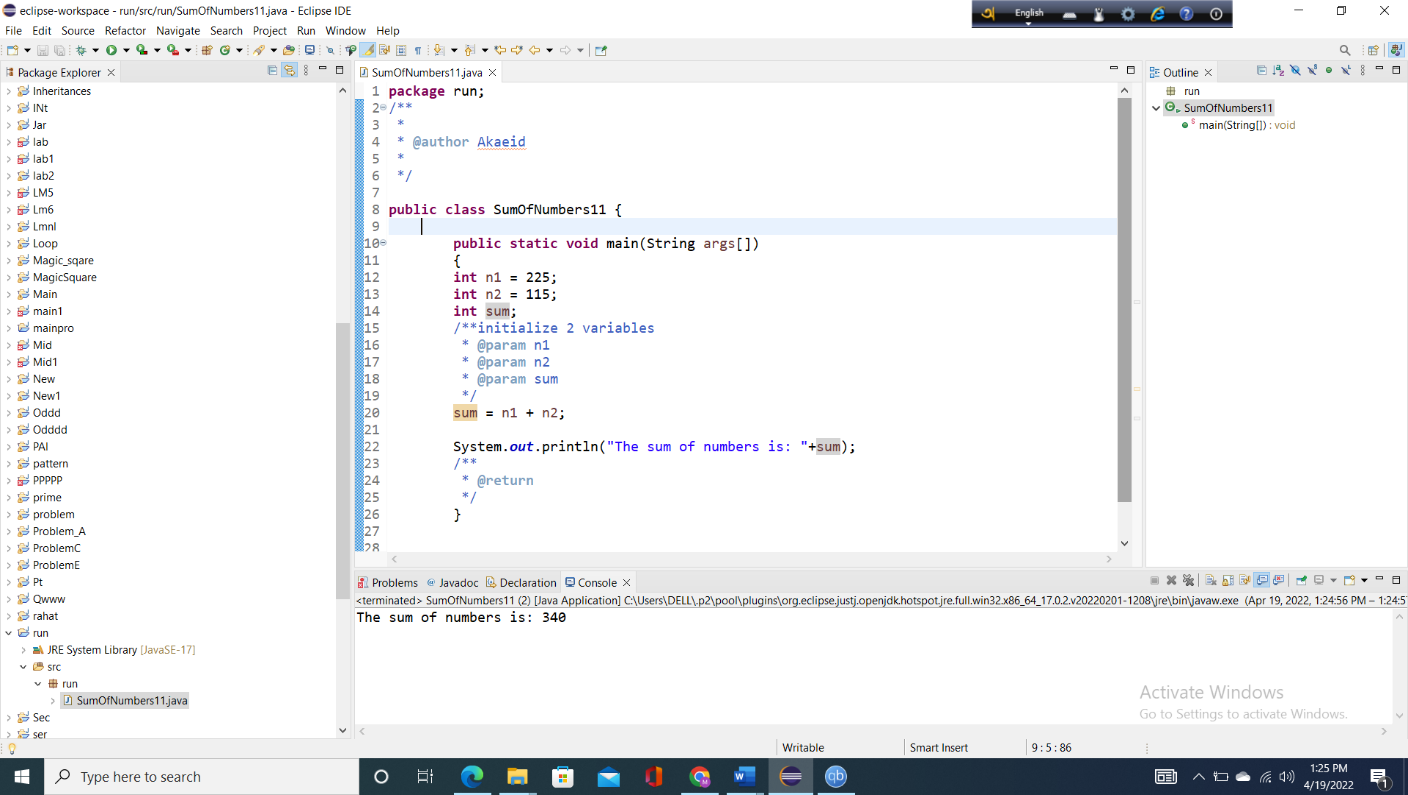 eclipse-workspace - run/src/run/SumOfNumbers11.java - Eclipse IDE
English
File Edit Source Refactor Navigate Search Project Run Window Help
Package Explorer
Inheritances
INt
Jar
lab
lab1
lab2
LM5
Lm6
Lmnl
Loop
Magic_sqare
MagicSquare
Main
main1
mainpro
Mid
Mid1
New
New1
Oddd
Odddd
PAI
pattern
PPPPP
prime
problem
Problem_A
ProblemC
ProblemE
Pt
Qwww
rahat
run
JRE System Library [JavaSE-17]
src
run
SumOfNumbers11.java
Sec
ser
SumOfNumbers11.java
1 package run;
2 /**
3 *
4 * @author Akaeid
5 *
6 */
7
8 public class SumOfNumbers11 {
9
10 public static void main(String args[])
11 {
12 int n1 = 225;
13 int n2 = 115;
14 int sum;
15 /**initialize 2 variables
16 * @param n1
17 * @param n2
18 * @param sum
19 */
20 sum = n1 + n2;
21
22 System.out.println("The sum of numbers is: "+sum);
23 /**
24 * @return
25 */
26 }
27
28
Outline
run
SumOfNumbers11
main(String[]) : void
Problems @ Javadoc Declaration Console
<terminated> SumOfNumbers11 (2) [Java Application] C:\Users\DELL\.p2\pool\plugins\org.eclipse.justj.openjdk.hotspot.jre.full.win32.x86_64_17.0.2.v20220201-1208\jre\bin\javaw.exe (Apr 19, 2022, 1:24:56 PM – 1:24:5
The sum of numbers is: 340
Activate Windows
Go to Settings to activate Windows.
Writable Smart Insert 9 : 5 : 86
Type here to search
1:25 PM
4/19/2022
1